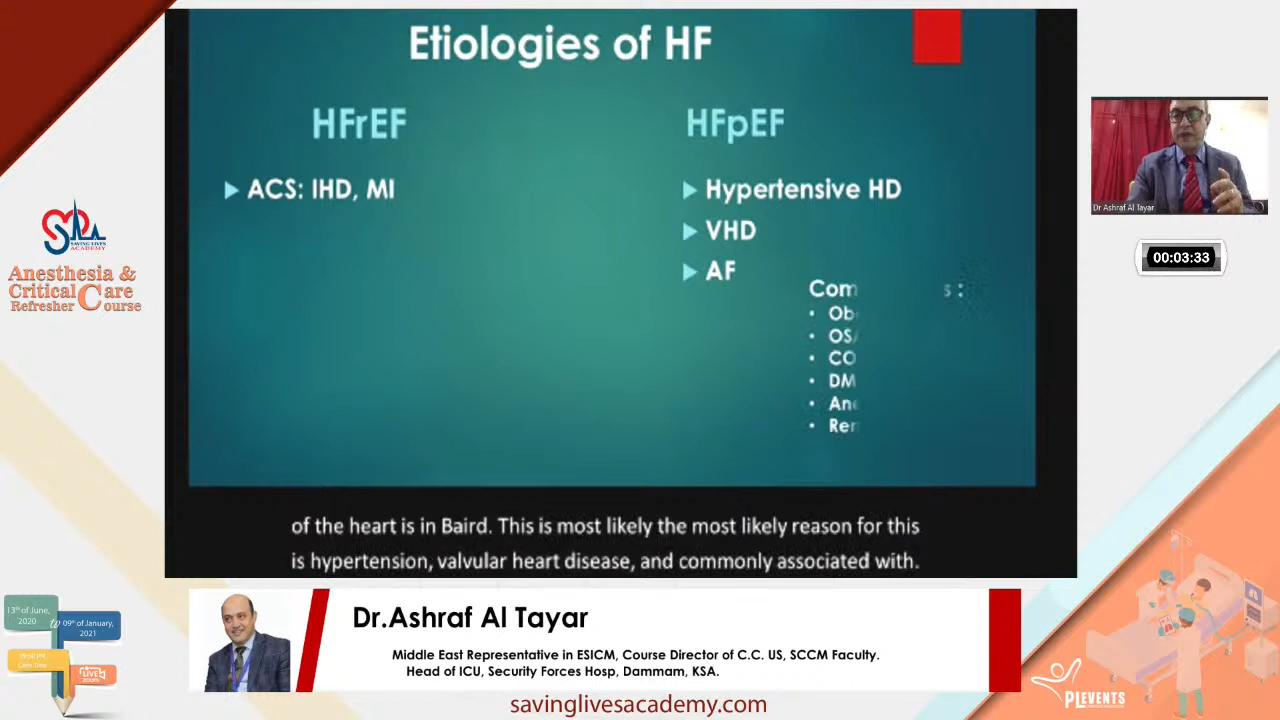 Etiologies of HF
HFrEF
HFpEF
ACS: IHD, MI
Hypertensive HD
VHD
AF
DM
of the heart is in Baird. This is most likely the most likely reason for this
is hypertension, valvular heart disease, and commonly associated with.
Dr Ashraf Al Tayar
00:03:33
SAVING LIVES
ACADEMY
Anesthesia &
Critical Care
Refresher Course
13th of June,
2020
to
09th of January,
2021
LIVE
Dr.Ashraf Al Tayar
Middle East Representative in ESICM, Course Director of C.C. US, SCCM Faculty.
Head of ICU, Security Forces Hosp, Dammam, KSA.
savinglivesacademy.com
PLEVENTS